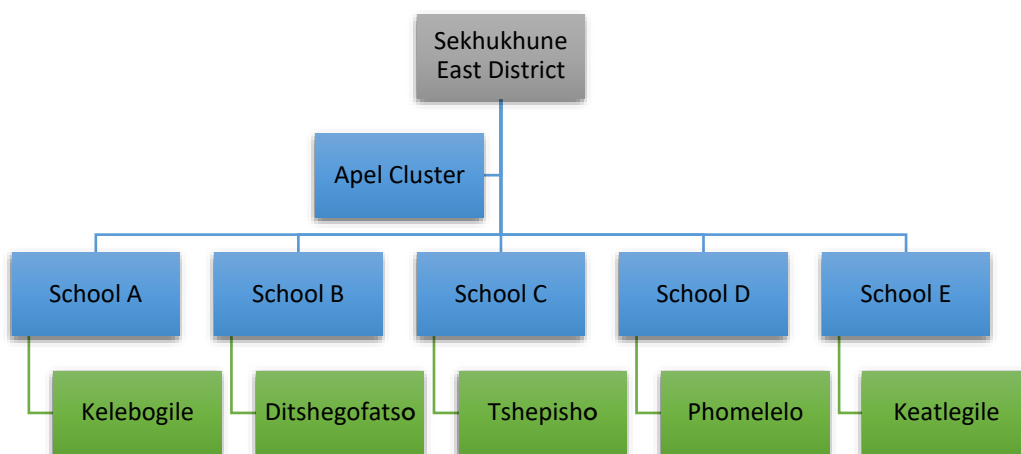 Sekhukhune
East District
Apel Cluster
School A
School B
School C
School D
School E
Kelebogile
Ditshegofatso
Tshepisho
Phomelelo
Keatlegile